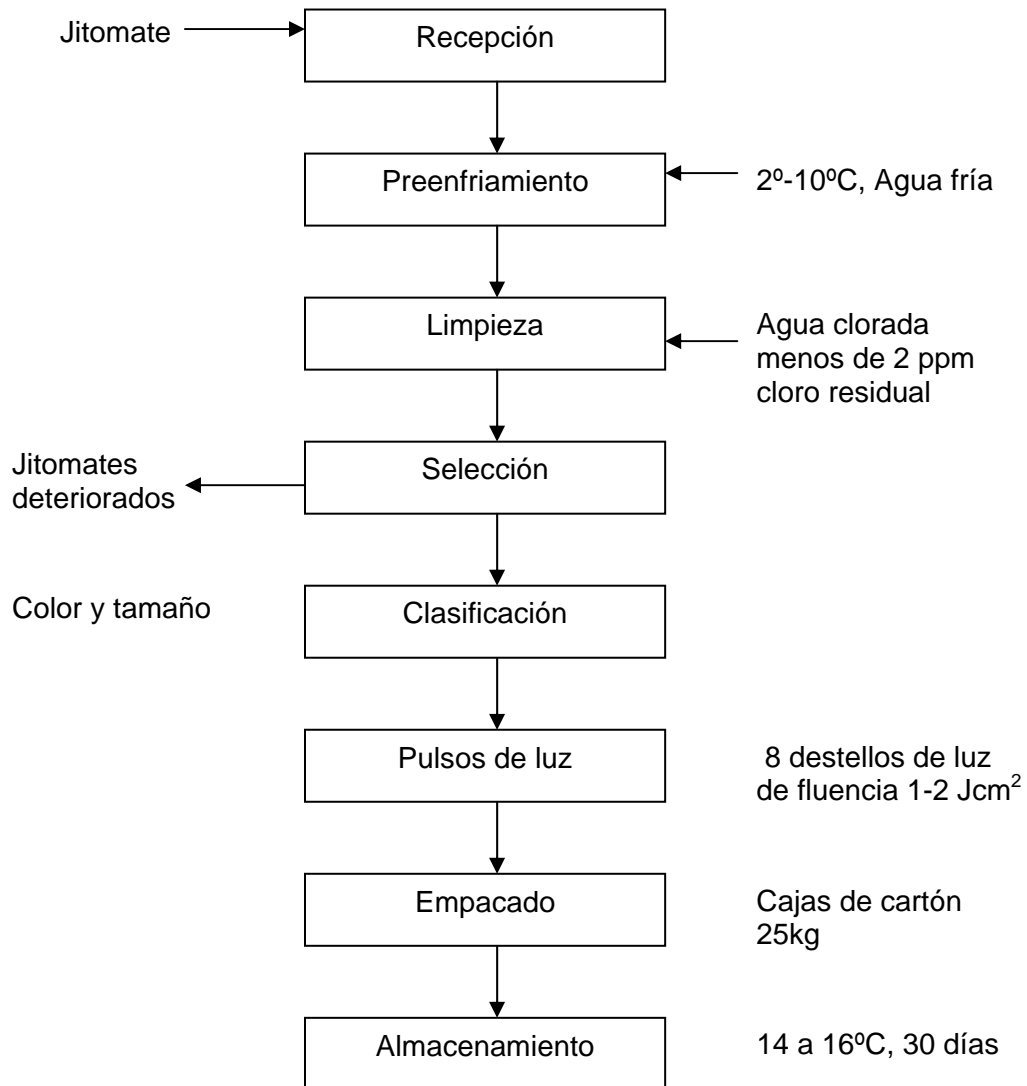 Jitomate
Recepción
Preenfriamiento
2º-10ºC, Agua fría
Limpieza
Agua clorada
menos de 2 ppm
cloro residual
Jitomates
deteriorados
Selección
Color y tamaño
Clasificación
Pulsos de luz
8 destellos de luz
de fluencia 1-2 Jcm²
Empacado
Cajas de cartón
25kg
Almacenamiento
14 a 16ºC, 30 días